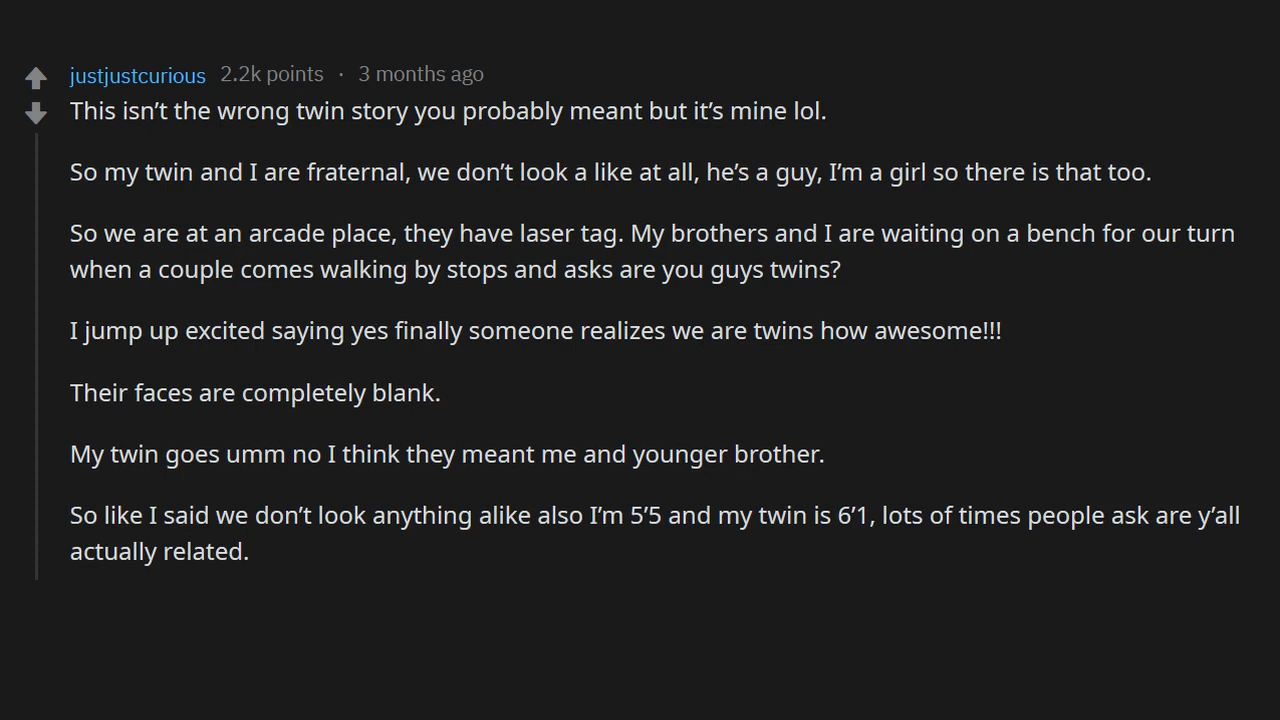 justjustcurious 2.2k points · 3 months ago
This isn’t the wrong twin story you probably meant but it’s mine lol.
So my twin and I are fraternal, we don’t look a like at all, he’s a guy, I’m a girl so there is that too.
So we are at an arcade place, they have laser tag. My brothers and I are waiting on a bench for our turn
when a couple comes walking by stops and asks are you guys twins?
I jump up excited saying yes finally someone realizes we are twins how awesome!!!
Their faces are completely blank.
My twin goes umm no I think they meant me and younger brother.
So like I said we don’t look anything alike also I’m 5’5 and my twin is 6’1, lots of times people ask are y’all
actually related.